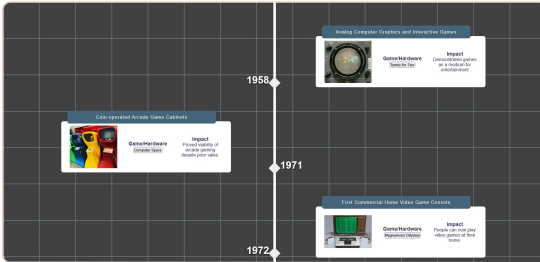 Analog Computer Graphics and Interactive Games
Game/Hardware
Tennis for Two
Impact
Demonstrated games
as a medium for
entertainment
1958
Coin-operated Arcade Game Cabinets
Game/Hardware
Computer Space
Impact
Proved viability of
arcade gaming
despite poor sales.
1971
First Commercial Home Video Game Console
Game/Hardware
Magnavox Odyssey
Impact
People can now play
video games at their
home.
1972